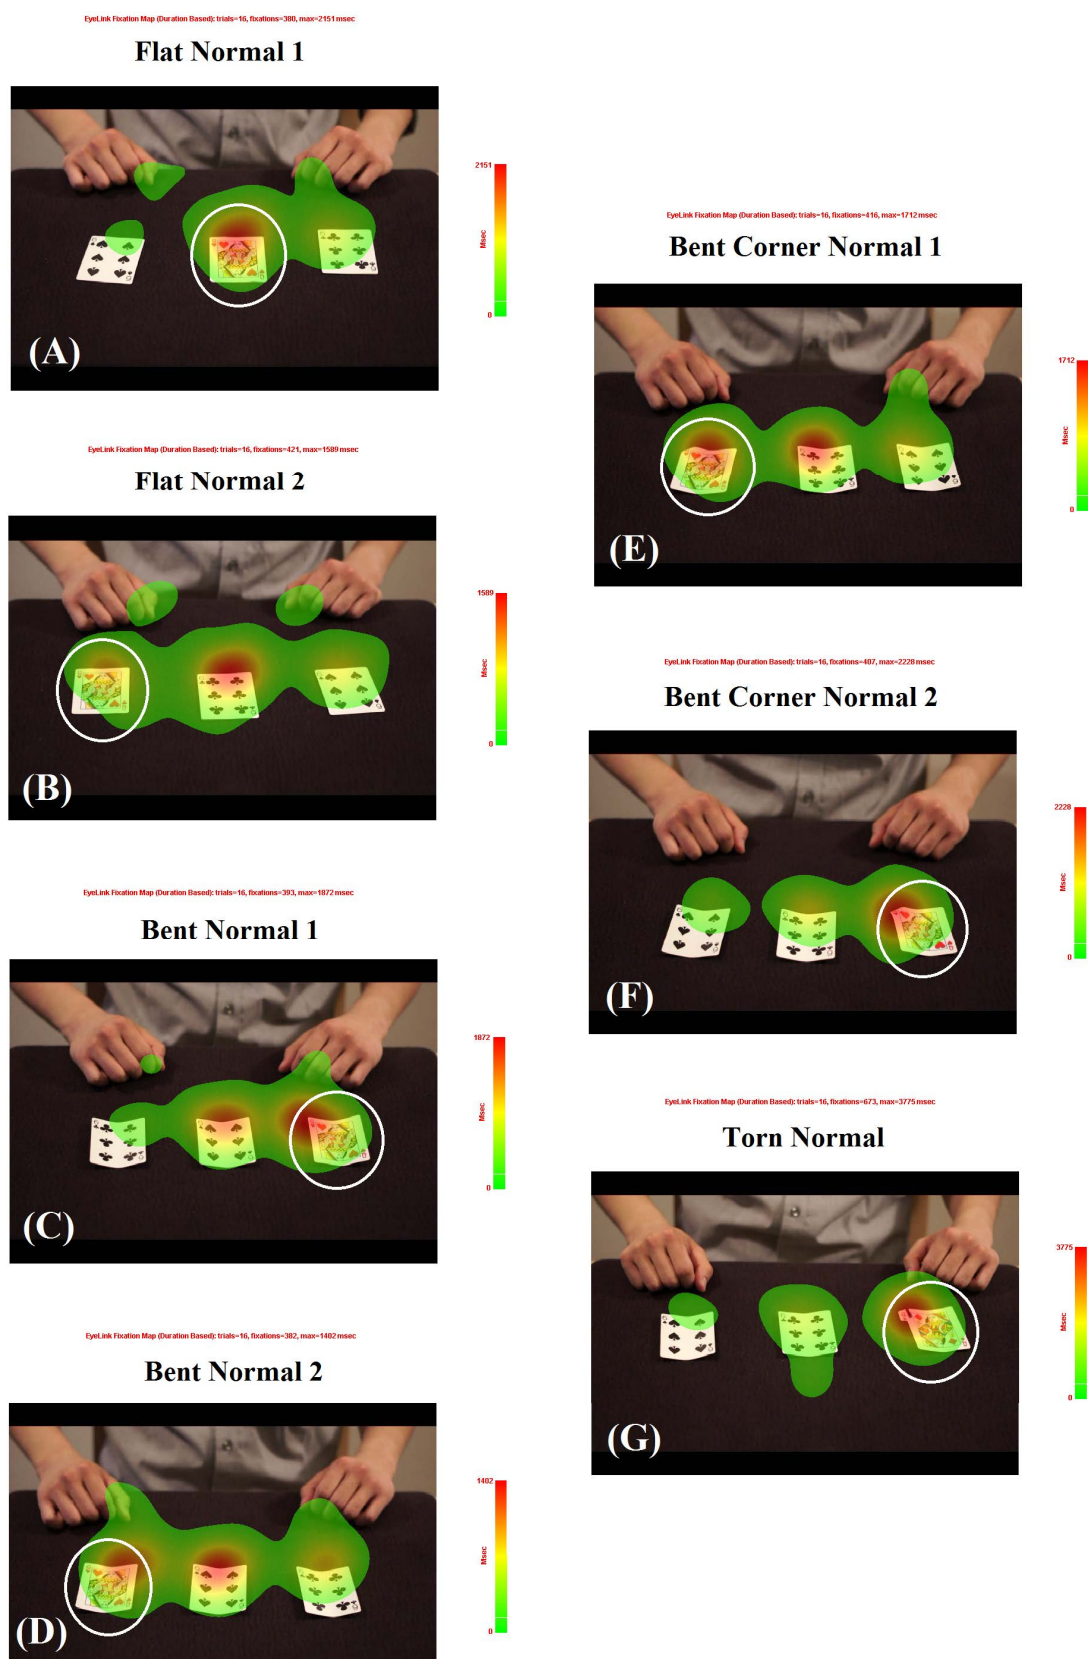 EyeLink Fixation Map (Duration Based): trials=16, fixations=380, max=2151 msec
Flat Normal 1
2151
Msec
0
(A)
EyeLink Fixation Map (Duration Based): trials=16, fixations=421, max=1589 msec
Flat Normal 2
1589
Msec
0
(B)
EyeLink Fixation Map (Duration Based): trials=16, fixations=393, max=1872 msec
Bent Normal 1
1872
Msec
0
(C)
EyeLink Fixation Map (Duration Based): trials=16, fixations=382, max=1402 msec
Bent Normal 2
1402
Msec
0
(D)
EyeLink Fixation Map (Duration Based): trials=16, fixations=416, max=1712 msec
Bent Corner Normal 1
1712
Msec
0
(E)
EyeLink Fixation Map (Duration Based): trials=16, fixations=407, max=2228 msec
Bent Corner Normal 2
2228
Msec
0
(F)
EyeLink Fixation Map (Duration Based): trials=16, fixations=673, max=3775 msec
Torn Normal
3775
Msec
0
(G)